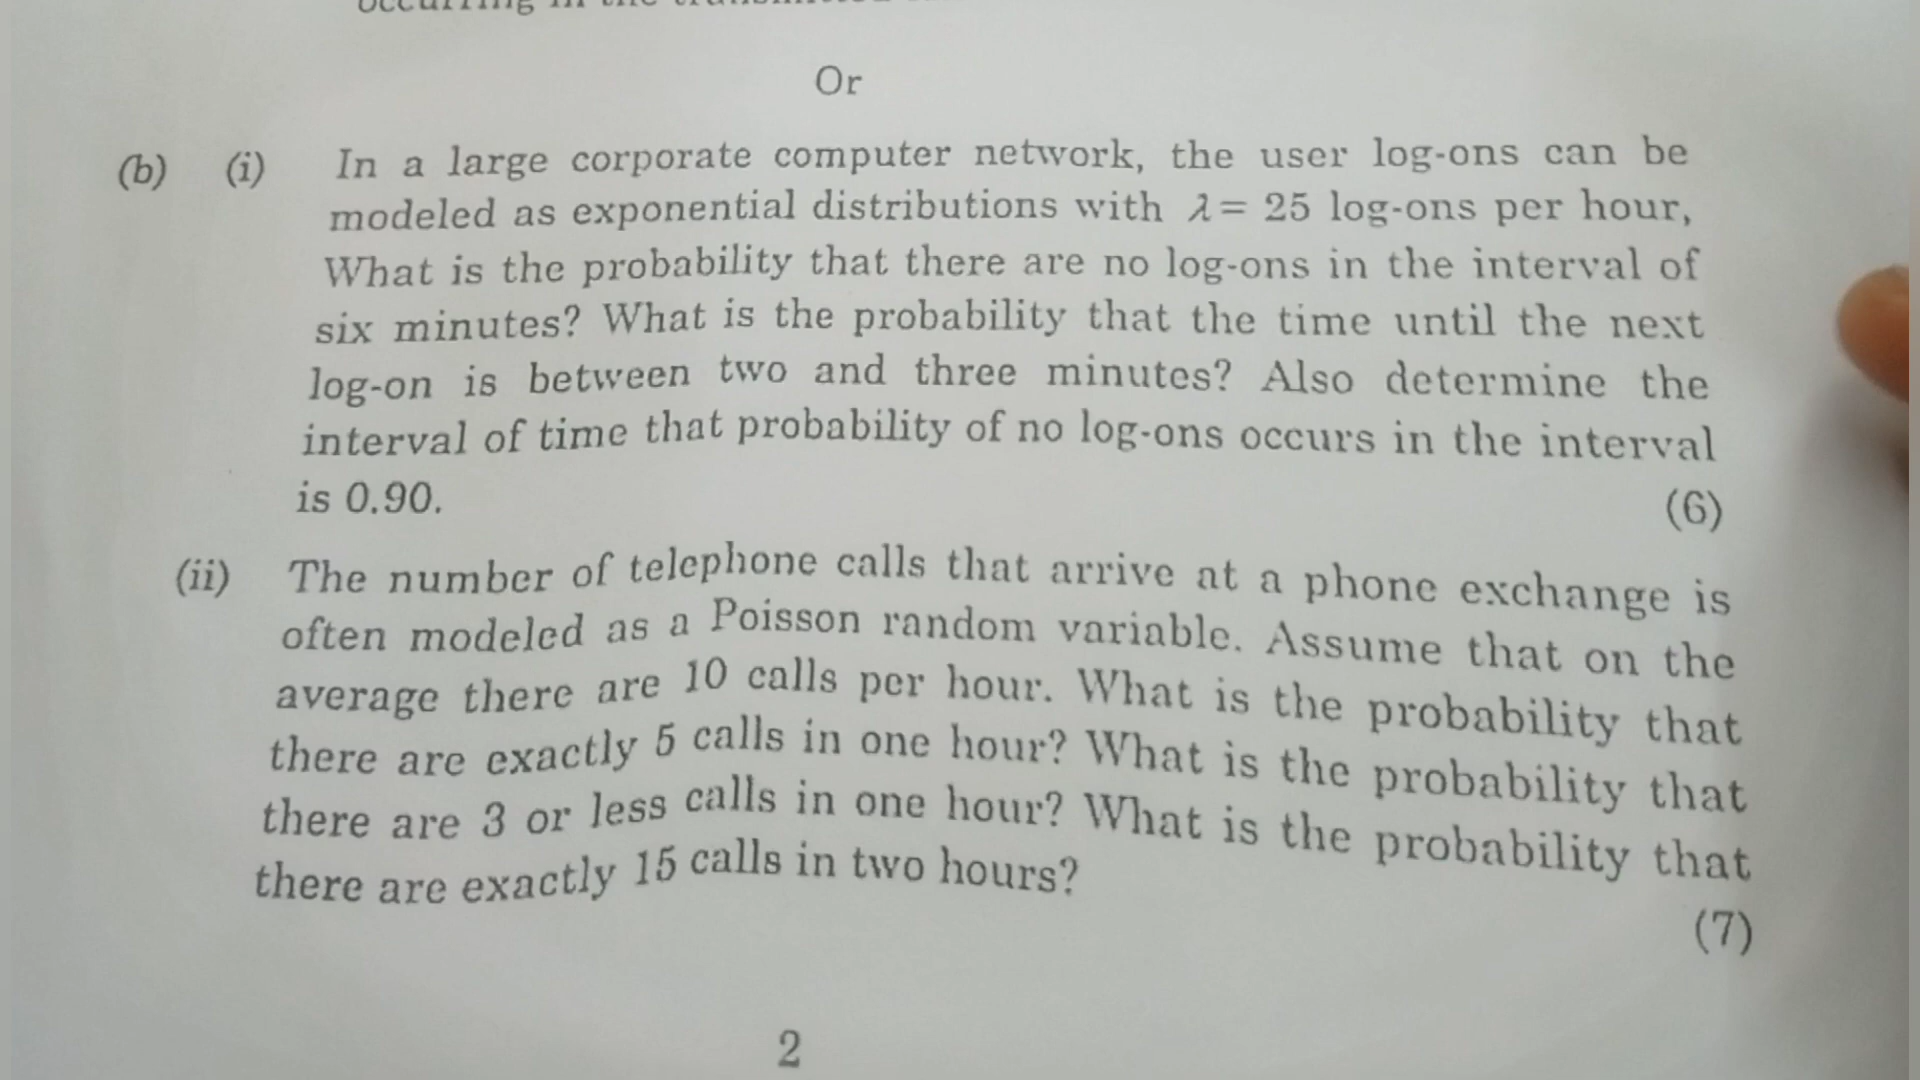 Or
(b) (i) In a large corporate computer network, the user log-ons can be
modeled as exponential distributions with λ = 25 log-ons per hour,
What is the probability that there are no log-ons in the interval of
six minutes? What is the probability that the time until the next
log-on is between two and three minutes? Also determine the
interval of time that probability of no log-ons occurs in the interval
is 0.90. (6)
(ii) The number of telephone calls that arrive at a phone exchange is
often modeled as a Poisson random variable. Assume that on the
average there are 10 calls per hour. What is the probability that
there are exactly 5 calls in one hour? What is the probability that
there are 3 or less calls in one hour? What is the probability that
there are exactly 15 calls in two hours?
(7)
2